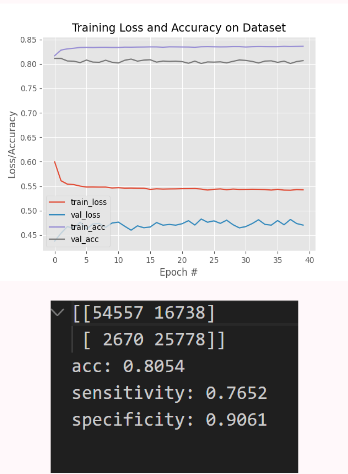 Training Loss and Accuracy on Dataset
0.85
0.80
0.75
0.70
0.65
0.60
0.55
0.50
0.45
Loss/Accuracy
train_loss
val_loss
train_acc
val_acc
0 5 10 15 20 25 30 35 40
Epoch #
[[54557 16738]
[ 2670 25778]]
acc: 0.8054
sensitivity: 0.7652
specificity: 0.9061